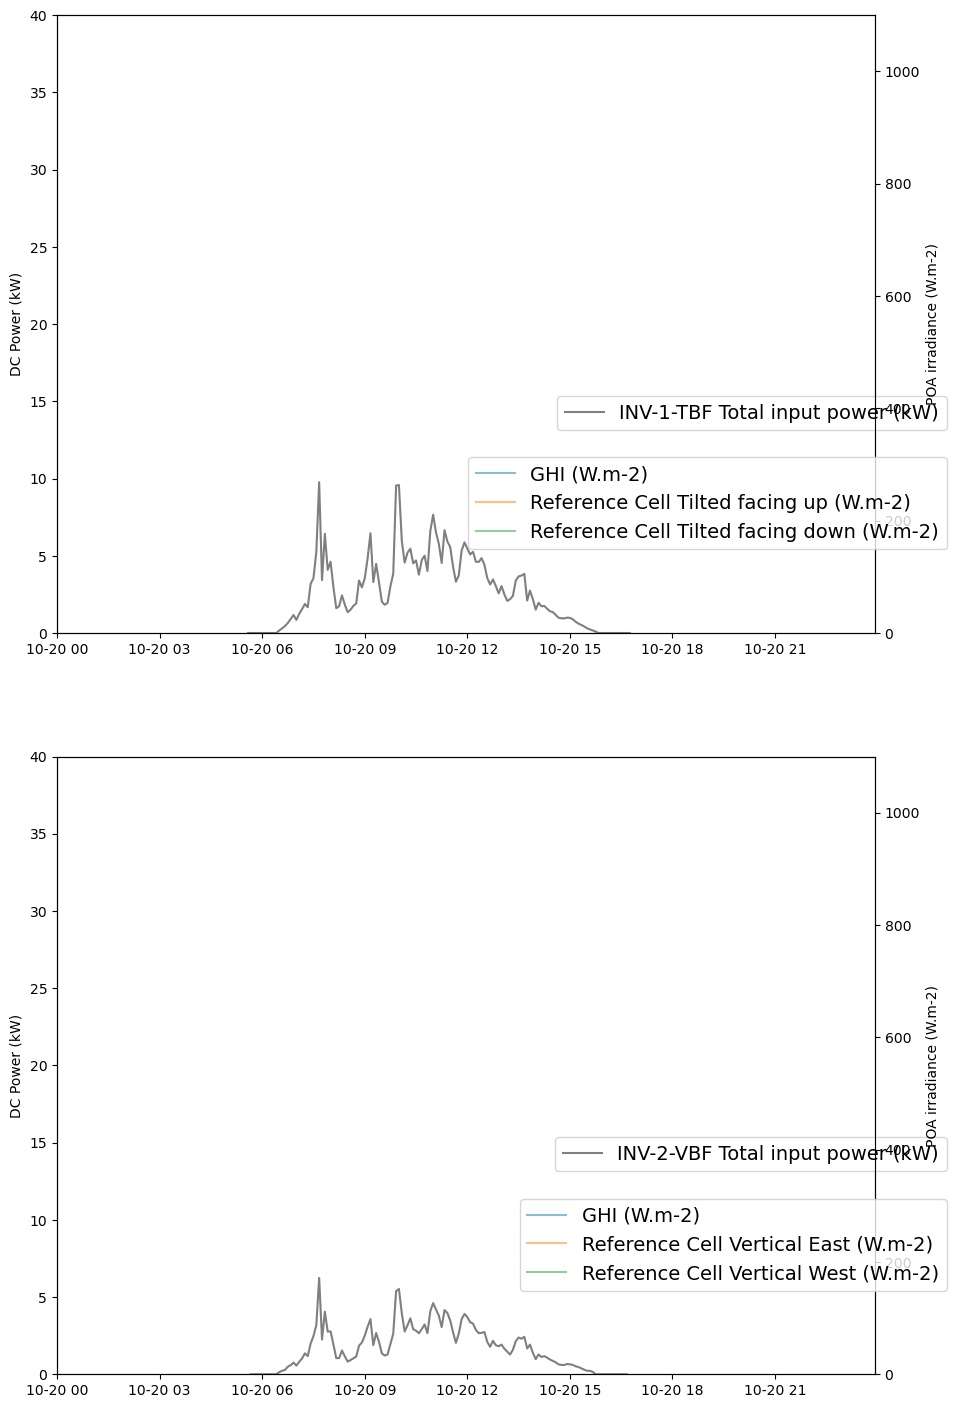 40
35
1000
30
800
25
600
20
DC Power (kW)
POA irradiance (W.m-2)
15
400
INV-1-TBF Total input power (kW)
10
GHI (W.m-2)
Reference Cell Tilted facing up (W.m-2)
200
Reference Cell Tilted facing down (W.m-2)
5
0
0
10-20 00 10-20 03 10-20 06 10-20 09 10-20 12 10-20 15 10-20 18 10-20 21
40
35
1000
30
800
25
600
20
DC Power (kW)
POA irradiance (W.m-2)
15
400
INV-2-VBF Total input power (kW)
10
GHI (W.m-2)
Reference Cell Vertical East (W.m-2)
200
Reference Cell Vertical West (W.m-2)
5
0
0
10-20 00 10-20 03 10-20 06 10-20 09 10-20 12 10-20 15 10-20 18 10-20 21